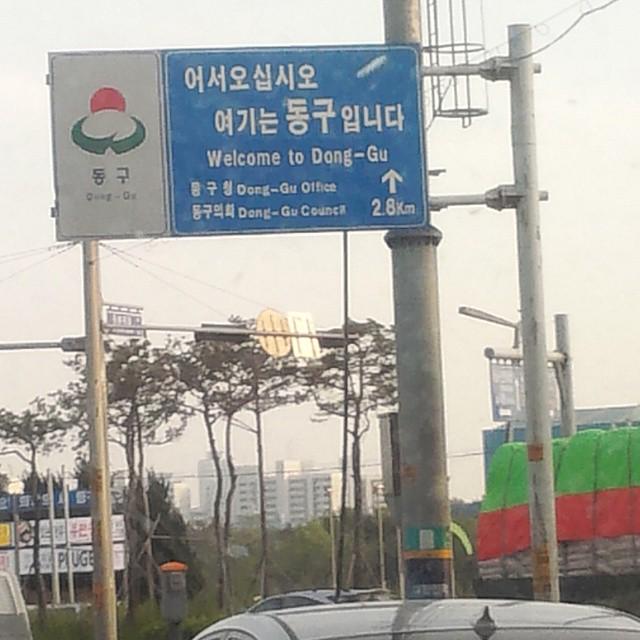 어서오십시오
여기는 동구 입니다
Welcome to Dong-Gu
동구청 Dong-Gu Office
동구의회 Dong-Gu Council
2.8Km
동구
Dong-Gu